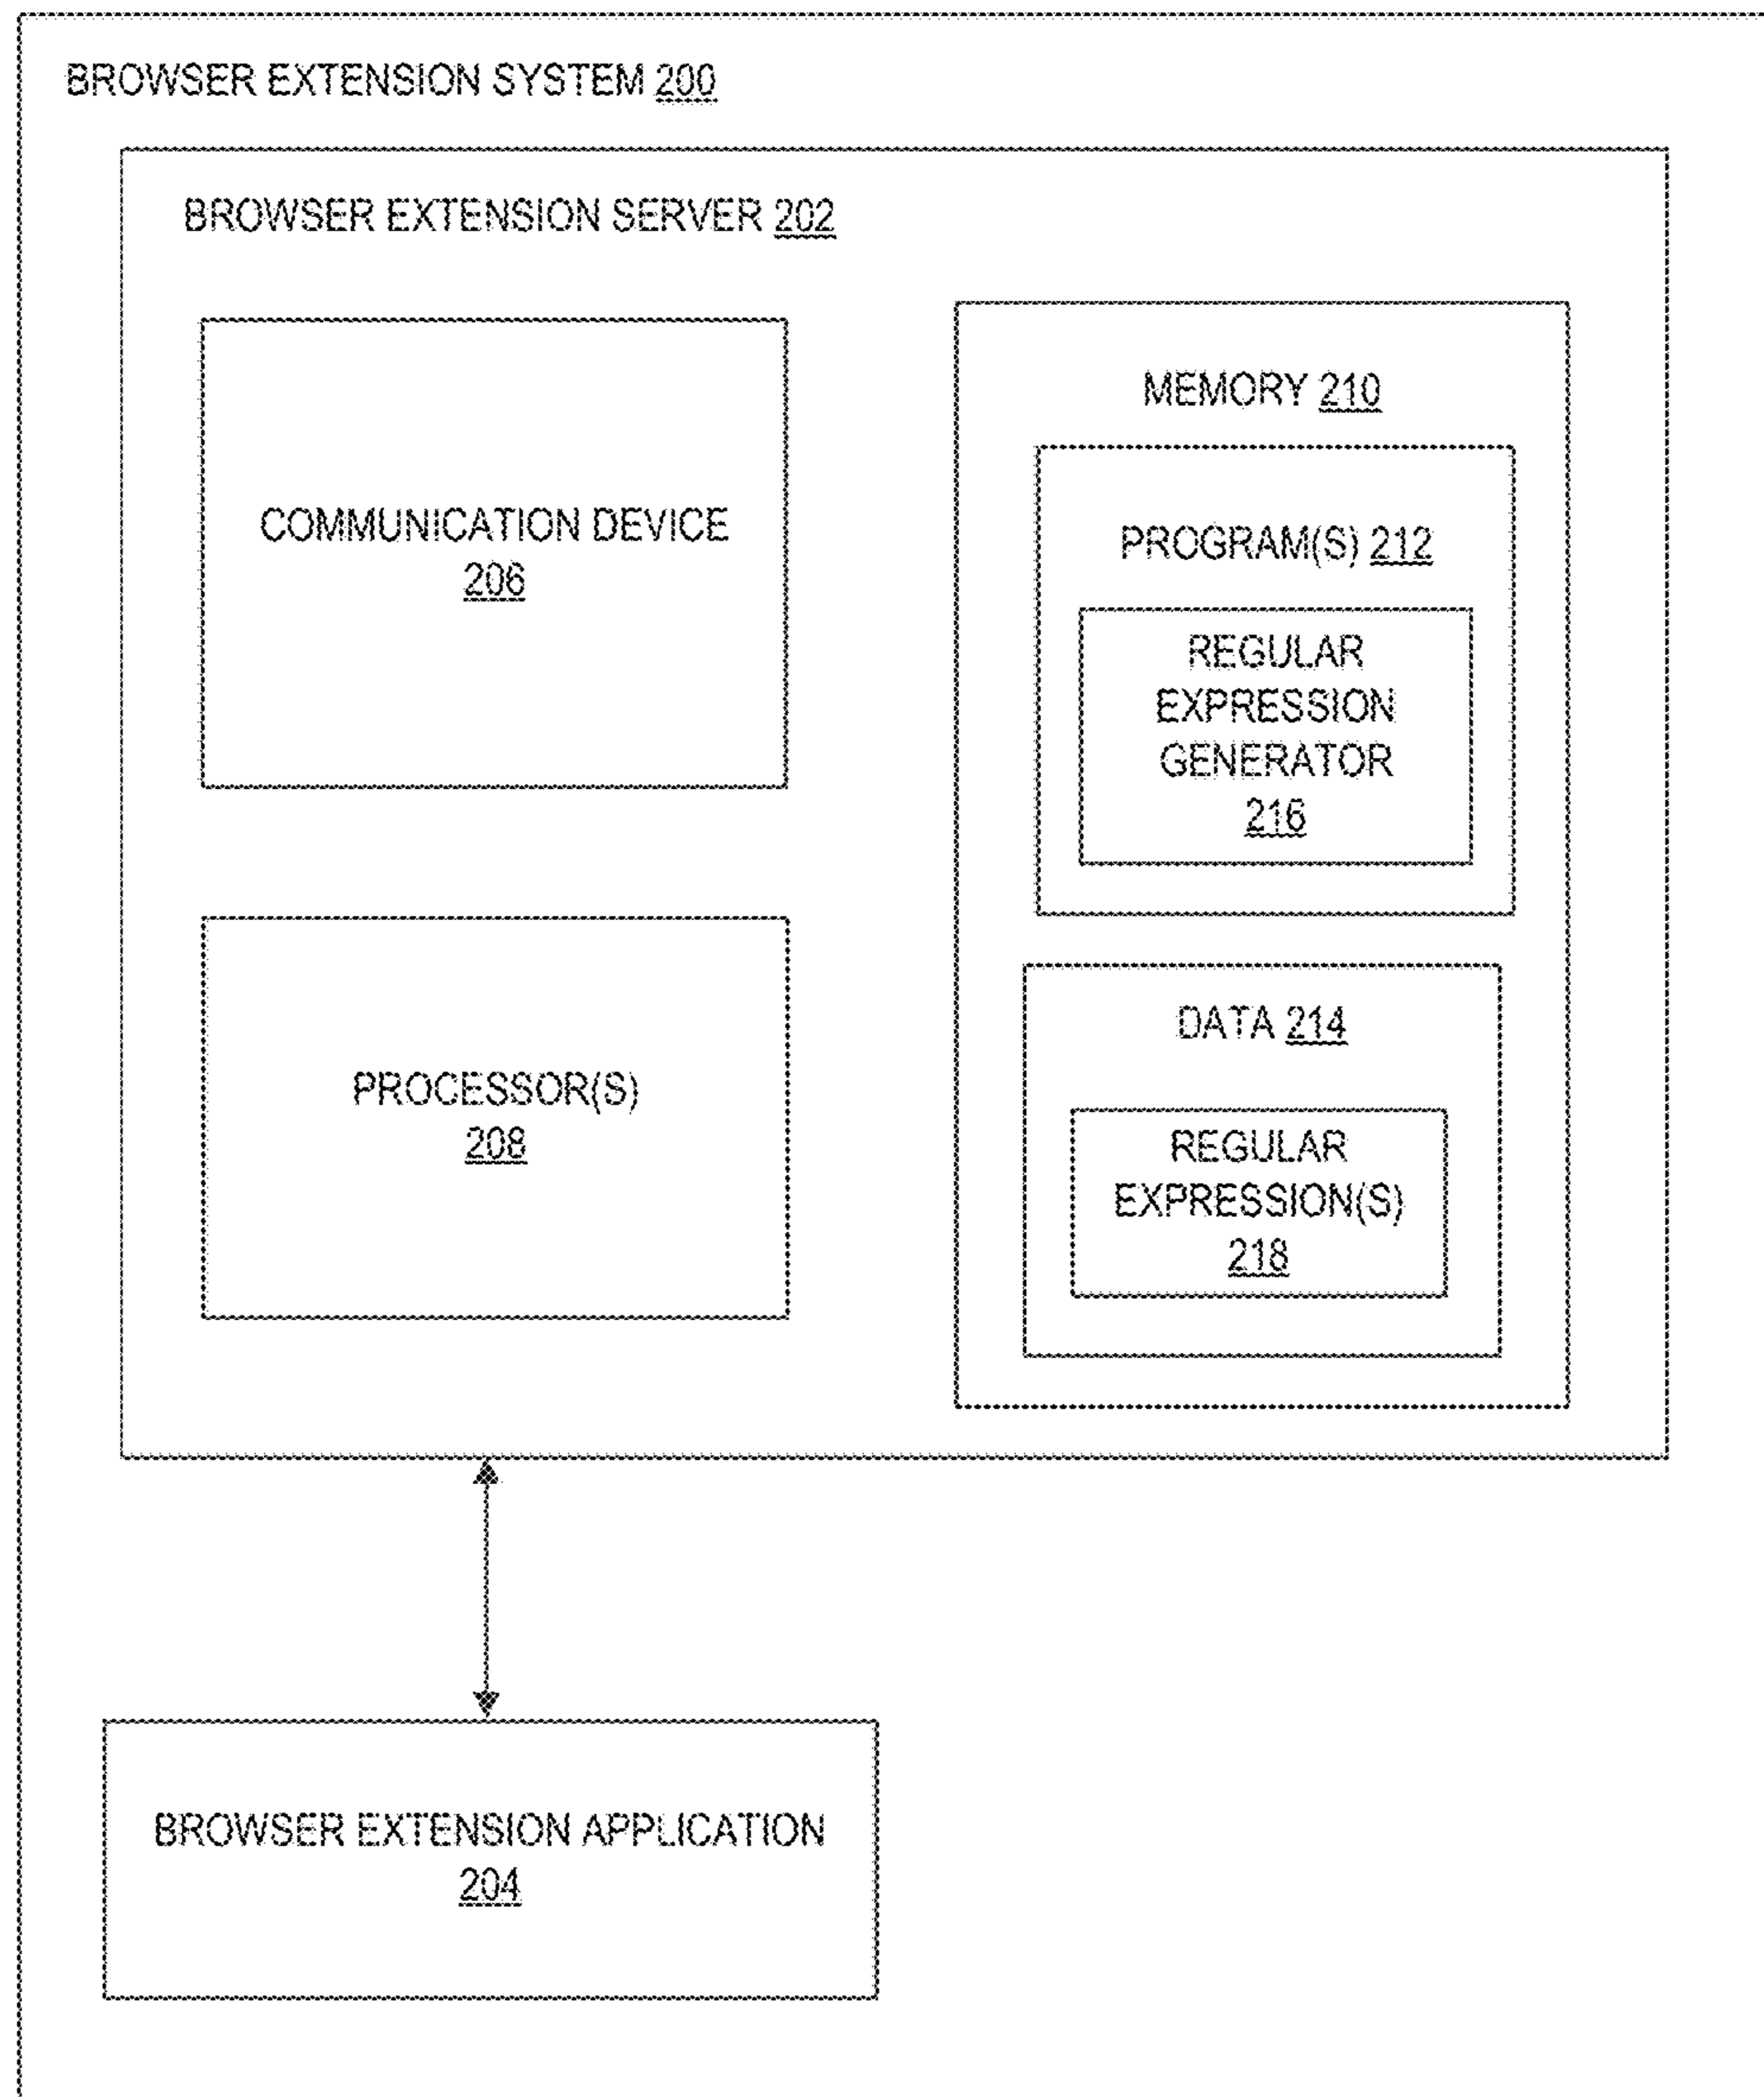 BROWSER EXTENSION SYSTEM 200
BROWSER EXTENSION SERVER 202
COMMUNICATION DEVICE
206
PROCESSOR(S)
208
MEMORY 210
PROGRAM(S) 212
REGULAR
EXPRESSION
GENERATOR
216
DATA 214
REGULAR
EXPRESSION(S)
218
BROWSER EXTENSION APPLICATION
204